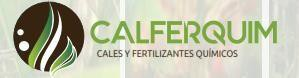 CALFERQUIM
CALES Y FERTILIZANTES QUÍMICOS